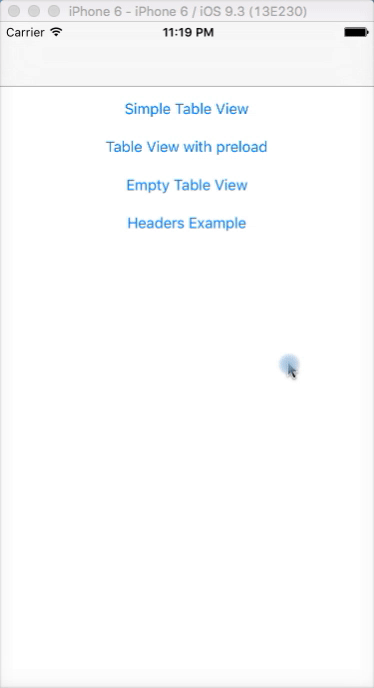 iPhone 6 - iPhone 6 / iOS 9.3 (13E230)
Carrier 11:19 PM
Simple Table View
Table View with preload
Empty Table View
Headers Example